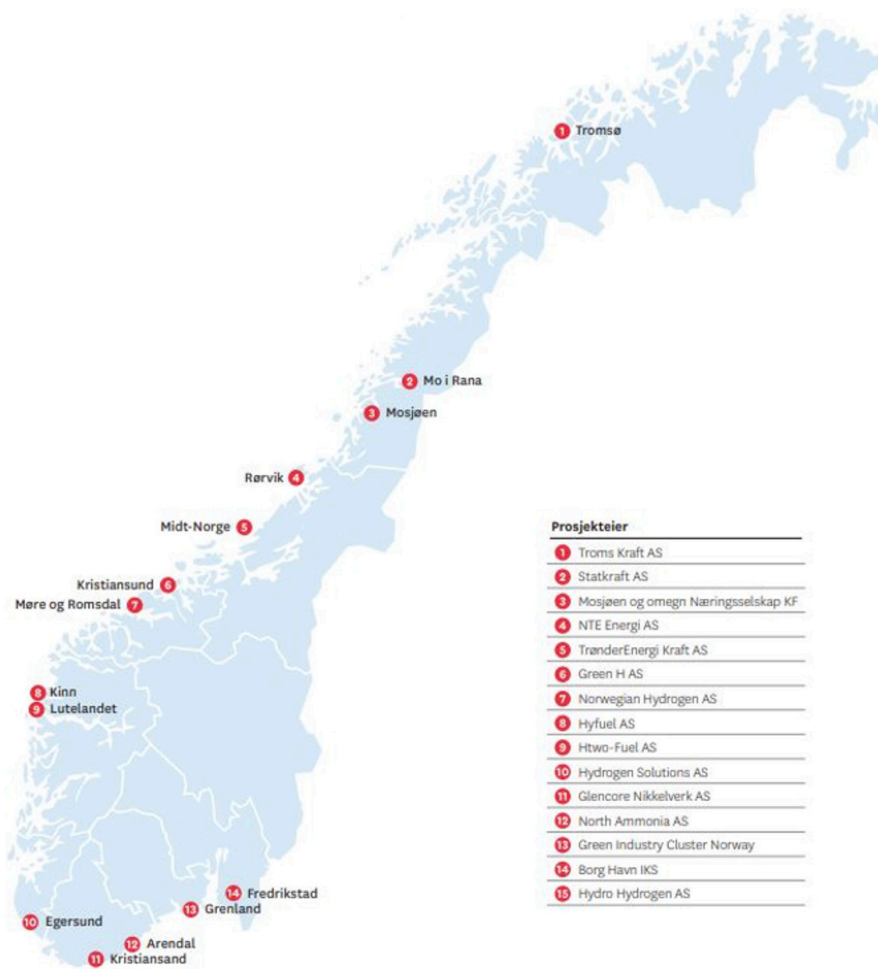 1 Tromsø
2 Mo i Rana
3 Mosjøen
Rørvik 4
Midt-Norge 5
Kristiansund 6
Møre og Romsdal 7
8 Kinn
9 Lutelandet
14 Fredrikstad
13 Grenland
10 Egersund
12 Arendal
11 Kristiansand
Prosjekteier
1 Troms Kraft AS
2 Statkraft AS
3 Mosjøen og omegn Næringsselskap KF
4 NTE Energi AS
5 TrønderEnergi Kraft AS
6 Green H AS
7 Norwegian Hydrogen AS
8 Hyfuel AS
9 Htwo-Fuel AS
10 Hydrogen Solutions AS
11 Glencore Nikkelverk AS
12 North Ammonia AS
13 Green Industry Cluster Norway
14 Borg Havn IKS
15 Hydro Hydrogen AS